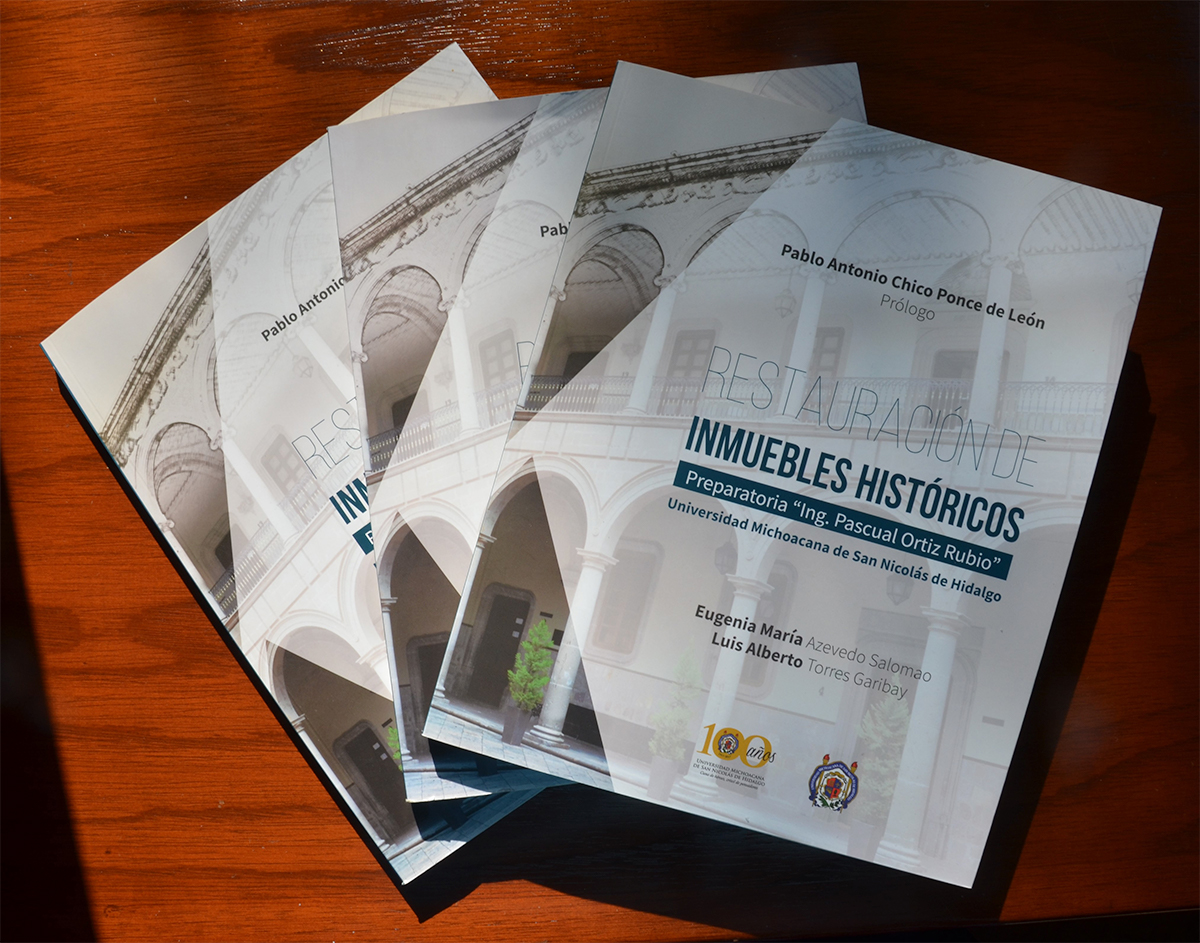 Pablo Antonio Chico Ponce de León
Prólogo
RESTAURACIÓN DE
INMUEBLES HISTÓRICOS
Preparatoria “Ing. Pascual Ortiz Rubio”
Universidad Michoacana de San Nicolás de Hidalgo
Eugenia María Azevedo Salomao
Luis Alberto Torres Garibay
100 años
UNIVERSIDAD MICHOACANA
DE SAN NICOLÁS DE HIDALGO
Pab
R
Pablo Antonio
RES
INM